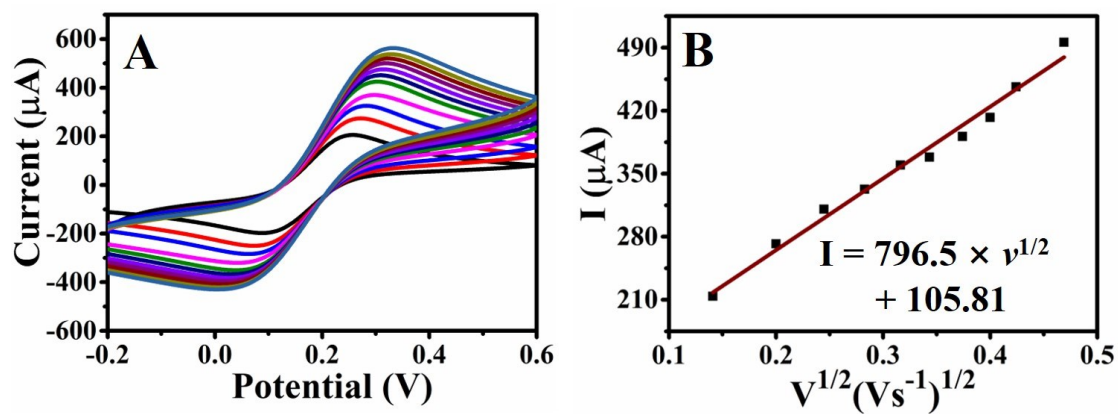 A
600
400
200
0
-200
-400
-600
Current (μA)
-0.2 0.0 0.2 0.4 0.6
Potential (V)
B
490
420
350
280
210
I (μA)
I = 796.5 × v^{1/2}
+ 105.81
0.1 0.2 0.3 0.4 0.5
V^{1/2}(Vs^{-1})^{1/2}